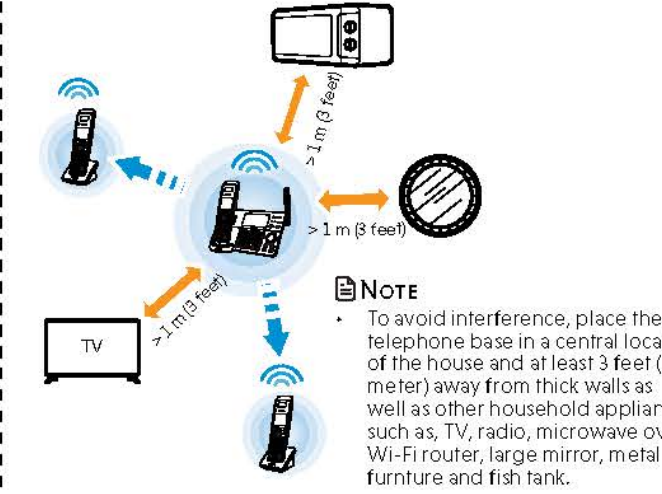 > 1 m (3 feet)
> 1 m (3 feet)
> 1 m (3 feet)
TV
NOTE
• To avoid interference, place the
telephone base in a central
of the house and at least 3 feet (
meter) away from thick walls as
well as other household
such as, TV, radio, microwave
Wi-Fi router, large mirror, metal
furnture and fish tank.